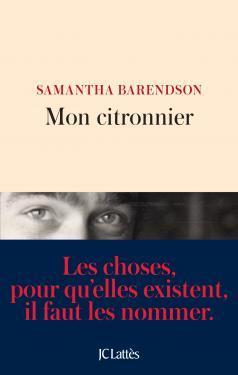 SAMANTHA BARENDSON
Mon citronnier
Les choses,
pour qu'elles existent,
il faut les nommer.
JC Lattès